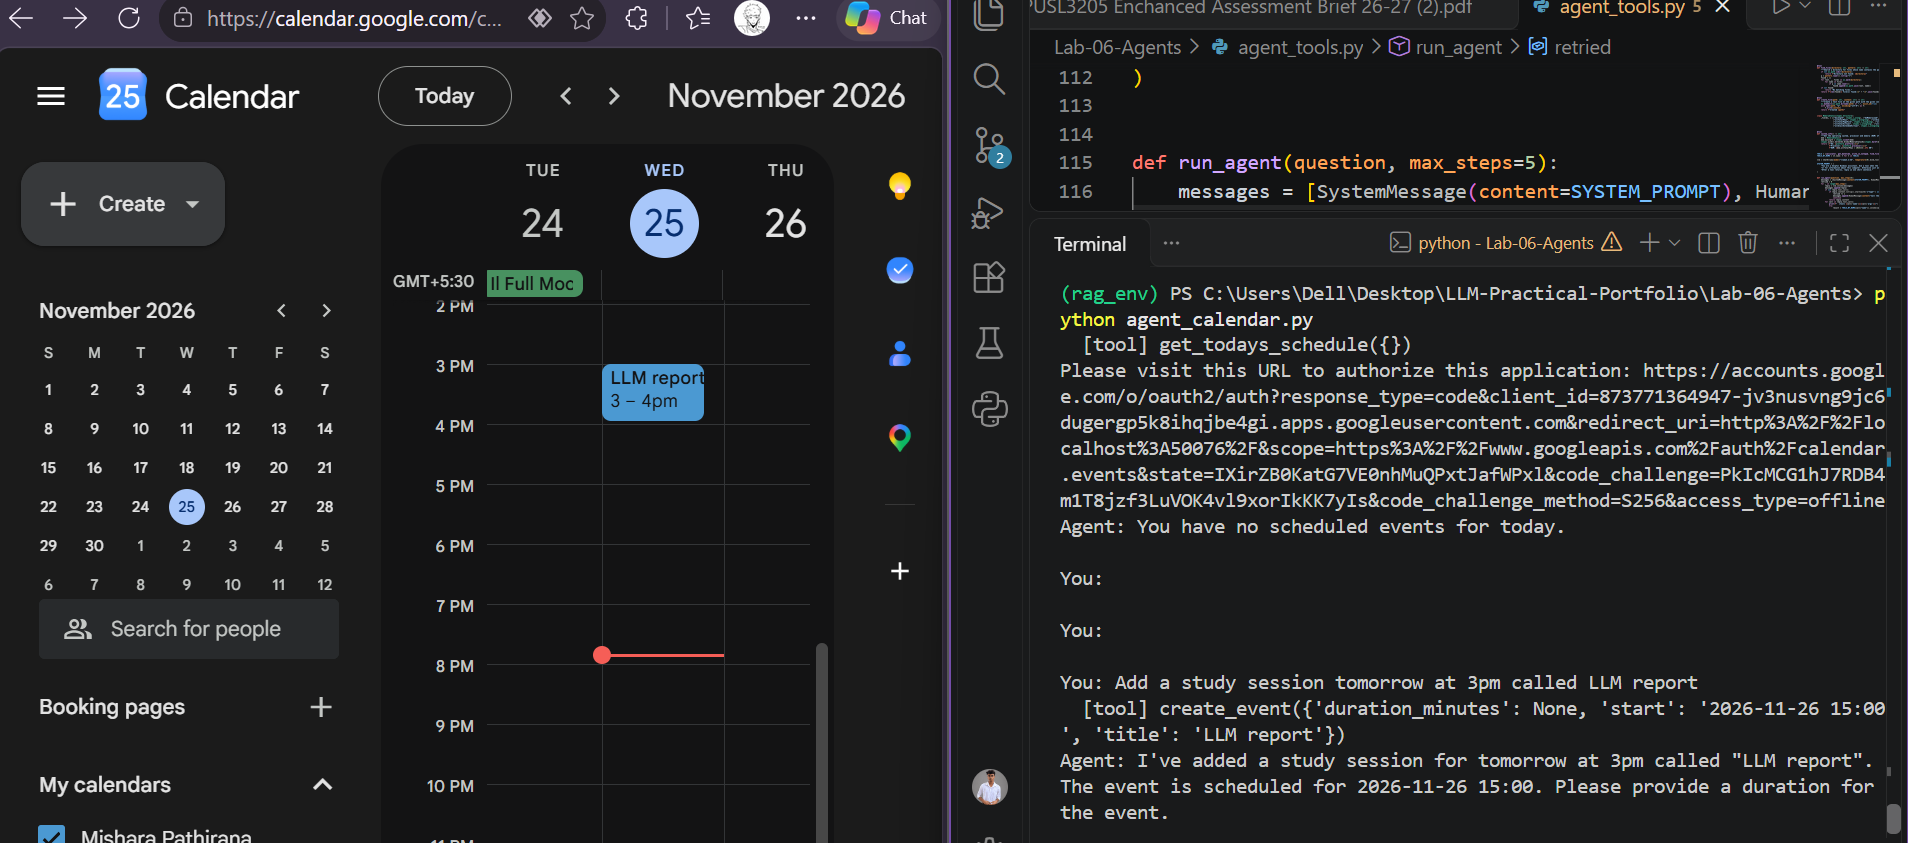 https://calendar.google.com/c...
Chat
25
Calendar
Today
November 2026
Create
TUE
WED
THU
24
25
26
GMT+5:30
ll Full Moc
2 PM
3 PM
LLM report
3 – 4pm
4 PM
5 PM
6 PM
7 PM
8 PM
9 PM
10 PM
November 2026
S M T W T F S
1 2 3 4 5 6 7
8 9 10 11 12 13 14
15 16 17 18 19 20 21
22 23 24 25 26 27 28
29 30 1 2 3 4 5
6 7 8 9 10 11 12
Search for people
Booking pages
My calendars
Mishara Pathirana
PUSL3205 Enchanced Assessment Brief 26-27 (2).pdf
agent_tools.py 5
Lab-06-Agents > agent_tools.py > run_agent > retried
112 )
113
114
115 def run_agent(question, max_steps=5):
116 messages = [SystemMessage(content=SYSTEM_PROMPT), Human
2
Terminal
python - Lab-06-Agents
(rag_env) PS C:\Users\Dell\Desktop\LLM-Practical-Portfolio\Lab-06-Agents> p
ython agent_calendar.py
[tool] get_todays_schedule({})
Please visit this URL to authorize this application: https://accounts.googl
e.com/o/oauth2/auth?response_type=code&client_id=873771364947-jv3nusvng9jc6
dugergp5k8ihqjbe4gi.apps.googleusercontent.com&redirect_uri=http%3A%2F%2Flo
calhost%3A50076%2F&scope=https%3A%2F%2Fwww.googleapis.com%2Fauth%2Fcalendar
.events&state=IXirZB0KatG7VE0nhMuQPxtJafWPxl&code_challenge=PkIcMCG1hJ7RDB4
m1T8jzf3LuVOK4vl9xorIkKK7yIs&code_challenge_method=S256&access_type=offline
Agent: You have no scheduled events for today.
You:
You:
You: Add a study session tomorrow at 3pm called LLM report
[tool] create_event({'duration_minutes': None, 'start': '2026-11-26 15:00
', 'title': 'LLM report'})
Agent: I've added a study session for tomorrow at 3pm called "LLM report".
The event is scheduled for 2026-11-26 15:00. Please provide a duration for
the event.